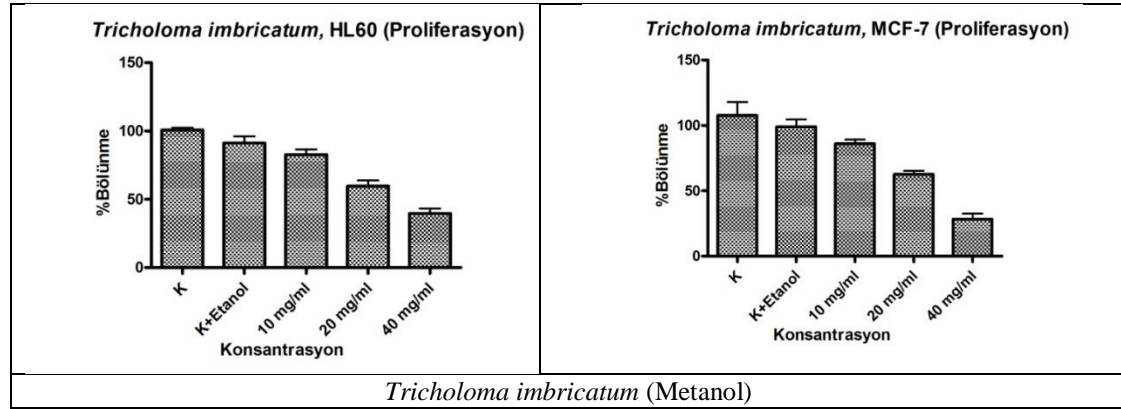 Tricholoma imbricatum, HL60 (Proliferasyon)
150
100
50
0
%Bölünme
K
K+Etanol
10 mg/ml
20 mg/ml
40 mg/ml
Konsantrasyon
Tricholoma imbricatum, MCF-7 (Proliferasyon)
150
100
50
0
%Bölünme
K
K+Etanol
10 mg/ml
20 mg/ml
40 mg/ml
Konsantrasyon
Tricholoma imbricatum (Metanol)